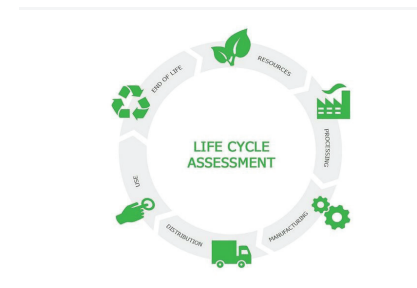 LIFE CYCLE
ASSESSMENT
RESOURCES
PROCESSING
MANUFACTURING
DISTRIBUTION
USE
END OF LIFE